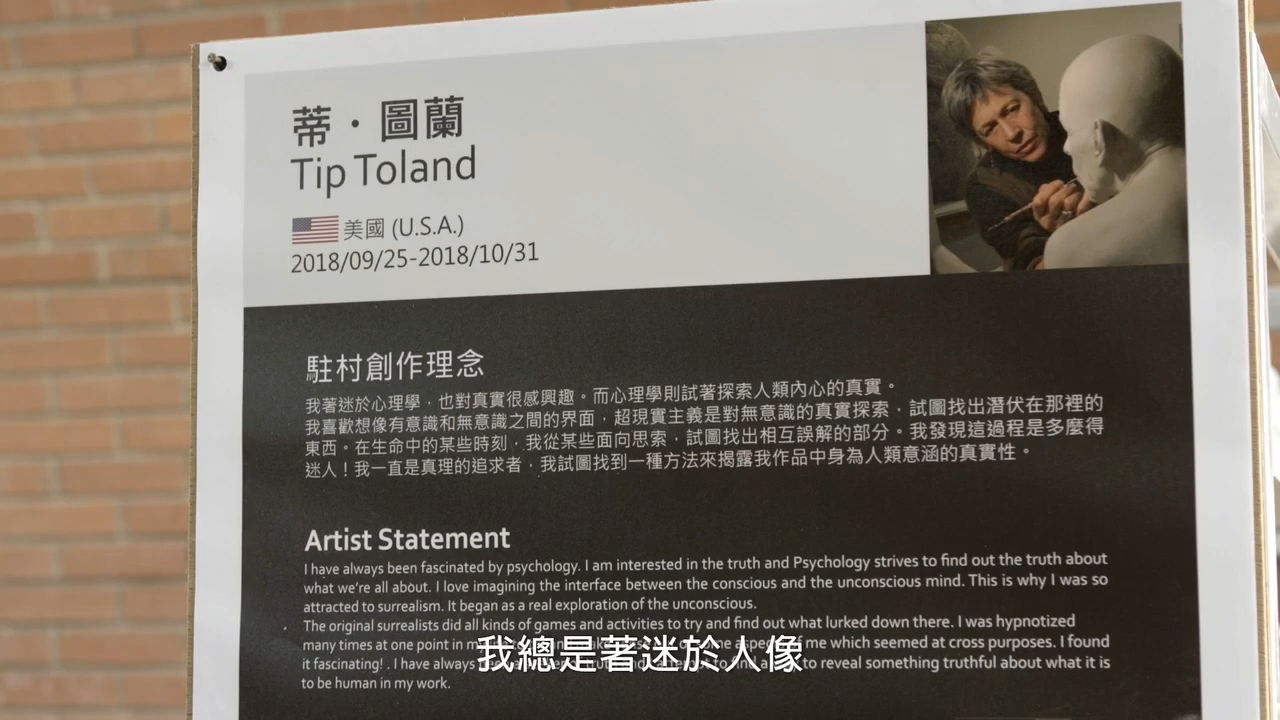 蒂・圖蘭
Tip Toland
美國 (U.S.A.)
2018/09/25-2018/10/31
駐村創作理念
我著迷於心理學，也對真實很感興趣。而心理學則試著探索人類內心的真實。
我喜歡想像有意識和無意識之間的界面，超現實主義是對無意識的真實探索，試圖找出潛伏在那裡的
東西。在生命中的某些時刻，我從某些面向思索，試圖找出相互誤解的部分。我發現這過程是多麼得
迷人！我一直是真理的追求者，我試圖找到一種方法來揭露我作品中身為人類意涵的真實性。
Artist Statement
I have always been fascinated by psychology. I am interested in the truth and Psychology strives to find out the truth about
what we're all about. I love imagining the interface between the conscious and the unconscious mind. This is why I was so
attracted to surrealism. It began as a real exploration of the unconscious.
The original surrealists did all kinds of games and activities to try and find out what lurked down there. I was hypnotized
many times at one point in me which seemed at cross purposes. I found
it fascinating! . I have always to reveal something truthful about what it is
to be human in my work.
我總是著迷於人像